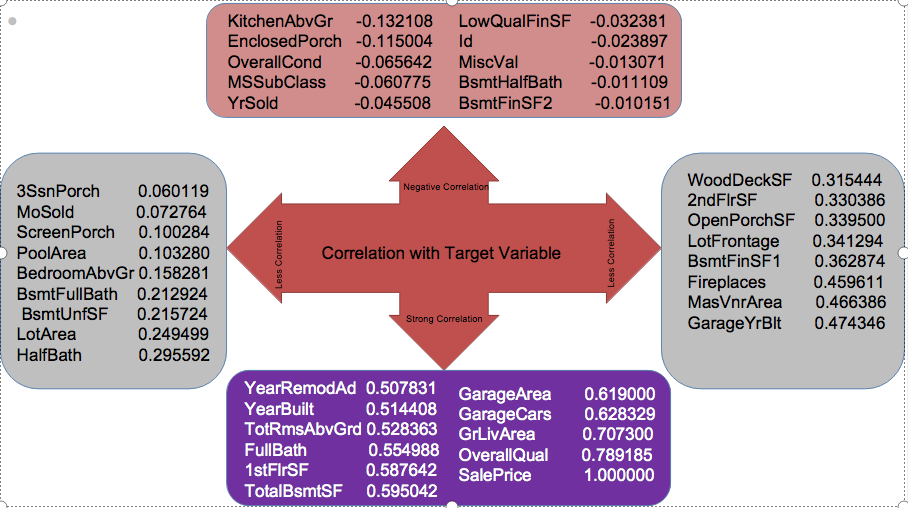 KitchenAbvGr -0.132108 LowQualFinSF -0.032381
EnclosedPorch -0.115004 Id -0.023897
OverallCond -0.065642 MiscVal -0.013071
MSSubClass -0.060775 BsmtHalfBath -0.011109
YrSold -0.045508 BsmtFinSF2 -0.010151
Negative Correlation
3SsnPorch 0.060119
MoSold 0.072764
ScreenPorch 0.100284
PoolArea 0.103280
BedroomAbvGr 0.158281
BsmtFullBath 0.212924
BsmtUnfSF 0.215724
LotArea 0.249499
HalfBath 0.295592
Less Correlation
Correlation with Target Variable
Less Correlation
WoodDeckSF 0.315444
2ndFlrSF 0.330386
OpenPorchSF 0.339500
LotFrontage 0.341294
BsmtFinSF1 0.362874
Fireplaces 0.459611
MasVnrArea 0.466386
GarageYrBlt 0.474346
Strong Correlation
YearRemodAd 0.507831
YearBuilt 0.514408
TotRmsAbvGrd 0.528363
FullBath 0.554988
1stFlrSF 0.587642
TotalBsmtSF 0.595042
GarageArea 0.619000
GarageCars 0.628329
GrLivArea 0.707300
OverallQual 0.789185
SalePrice 1.000000